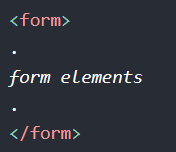 <form>
.
form elements
.
</form>